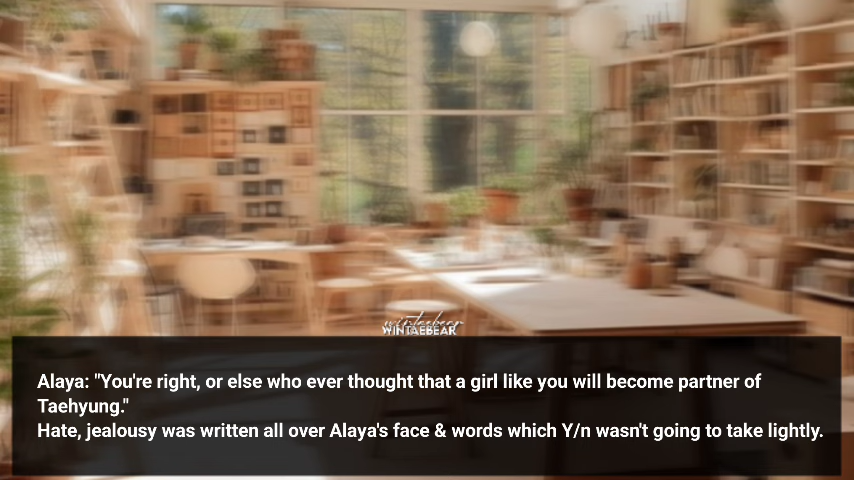 wintaebear
WINTAEBEAR
Alaya: "You're right, or else who ever thought that a girl like you will become partner of
Taehyung."
Hate, jealousy was written all over Alaya's face & words which Y/n wasn't going to take lightly.